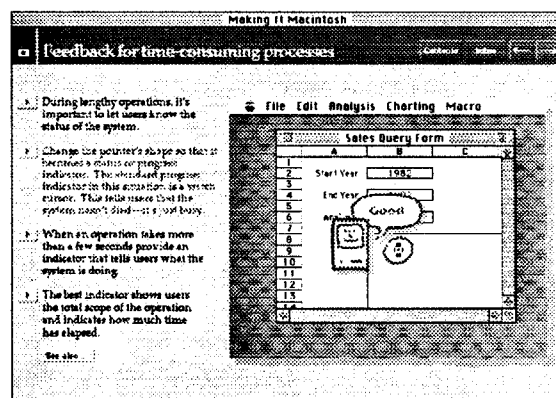 Making It Macintosh
Feedback for time-consuming processes
Contents Index
During lengthy operations, it's
important to let users know the
status of the system.
Change the pointer's shape so that it
becomes a status or progress
indicator. The standard progress
indicator in this situation is a watch
cursor. This tells users that the
system hasn't died—it's just busy.
When an operation takes more
than a few seconds provide an
indicator that tells users what the
system is doing.
The best indicator shows users
the total scope of the operation
and indicates how much time
has elapsed.
See also
File Edit Analysis Charting Macro
Sales Query Form
A B C
1
2 Start Year 1982
3
4 End Year
5
6
7
8
9
10
11
12
13
14
Good